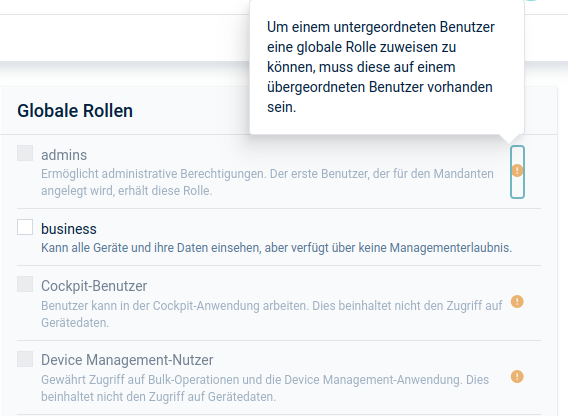 Um einem untergeordneten Benutzer
eine globale Rolle zuweisen zu
können, muss diese auf einem
übergeordneten Benutzer vorhanden
sein.
Globale Rollen
admins
Ermöglicht administrative Berechtigungen. Der erste Benutzer, der für den Mandanten
angelegt wird, erhält diese Rolle.
business
Kann alle Geräte und ihre Daten einsehen, aber verfügt über keine Managementerlaubnis.
Cockpit-Benutzer
Benutzer kann in der Cockpit-Anwendung arbeiten. Dies beinhaltet nicht den Zugriff auf
Gerätedaten.
Device Management-Nutzer
Gewährt Zugriff auf Bulk-Operationen und die Device Management-Anwendung. Dies
beinhaltet nicht den Zugriff auf Gerätedaten.